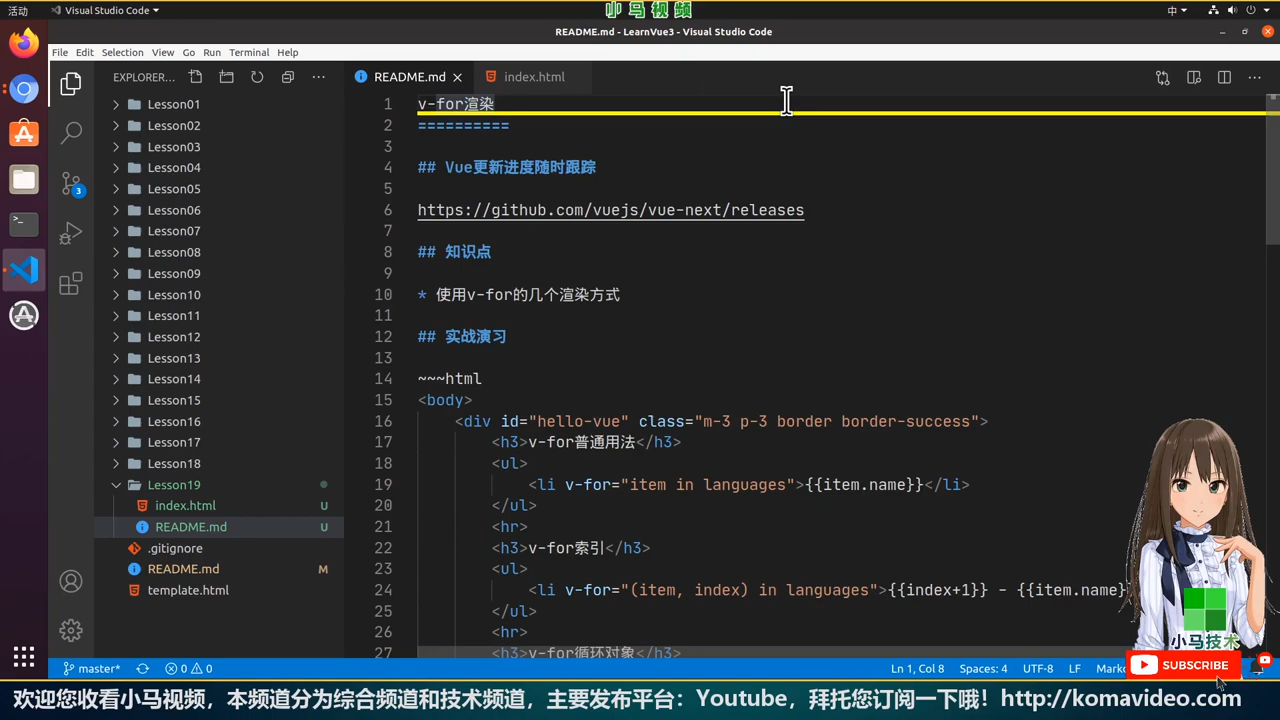 活动
Visual Studio Code
小马视频
中
README.md - LearnVue3 - Visual Studio Code
File Edit Selection View Go Run Terminal Help
EXPLORER...
README.md
index.html
Lesson01
Lesson02
Lesson03
Lesson04
Lesson05
Lesson06
Lesson07
Lesson08
Lesson09
Lesson10
Lesson11
Lesson12
Lesson13
Lesson14
Lesson15
Lesson16
Lesson17
Lesson18
Lesson19
index.html U
README.md U
.gitignore
README.md M
template.html
3
1 v-for渲染
2 ==========
3
4 ## Vue更新进度随时跟踪
5
6 https://github.com/vuejs/vue-next/releases
7
8 ## 知识点
9
10 * 使用v-for的几个渲染方式
11
12 ## 实战演习
13
14 ~~~html
15 <body>
16 <div id="hello-vue" class="m-3 p-3 border border-success">
17 <h3>v-for普通用法</h3>
18 <ul>
19 <li v-for="item in languages">{{item.name}}</li>
20 </ul>
21 <hr>
22 <h3>v-for索引</h3>
23 <ul>
24 <li v-for="(item, index) in languages">{{index+1}} - {{item.name}
25 </ul>
26 <hr>
27 <h3>v-for循环对象</h3>
小马技术
SUBSCRIBE
master* 0 0
Ln 1, Col 8 Spaces: 4 UTF-8 LF Marko
欢迎您收看小马视频，本频道分为综合频道和技术频道，主要发布平台：Youtube，拜托您订阅一下哦！http://komavideo.com